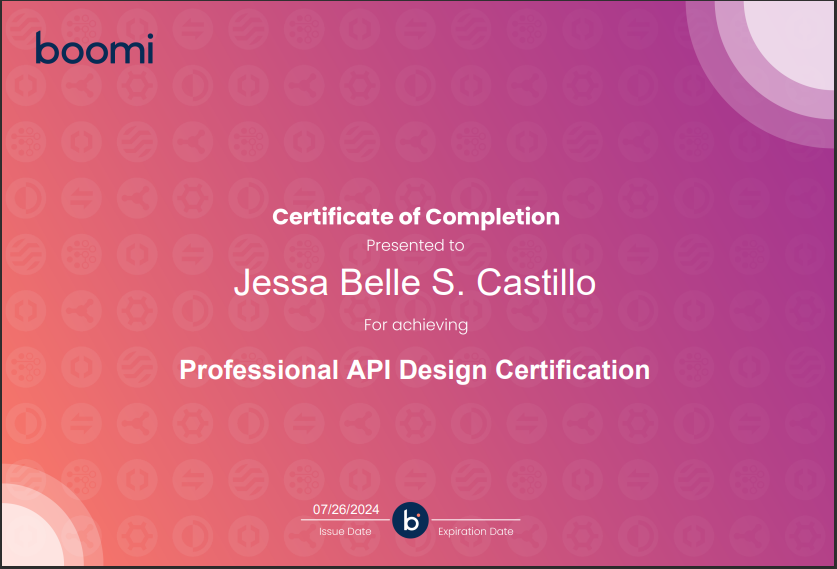 boomi
Certificate of Completion
Presented to
Jessa Belle S. Castillo
For achieving
Professional API Design Certification
07/26/2024
b
Issue Date
Expiration Date